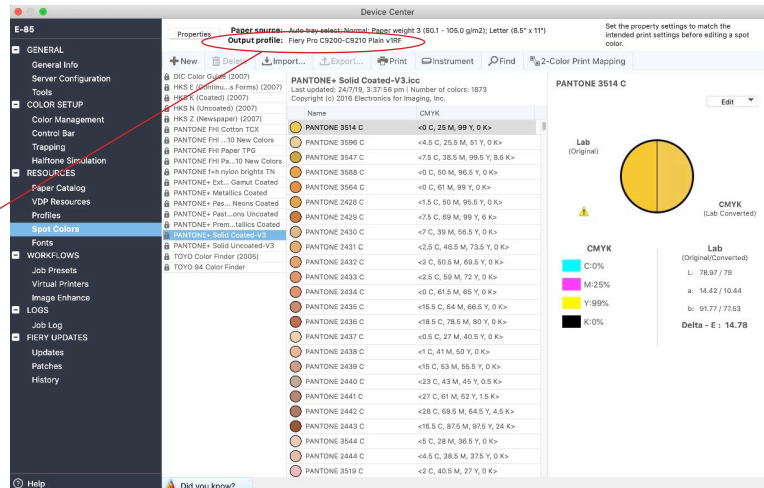 Device Center
E-85
GENERAL
General Info
Server Configuration
Tools
COLOR SETUP
Color Management
Control Bar
Trapping
Halftone Simulation
RESOURCES
Paper Catalog
VDP Resources
Profiles
Spot Colors
Fonts
WORKFLOWS
Job Presets
Virtual Printers
Image Enhance
LOGS
Job Log
FIERY UPDATES
Updates
Patches
History
Help
Properties
Paper source: Auto tray select; Normal; Paper weight 3 (80.1 - 105.0 g/m2); Letter (8.5" x 11")
Output profile: Fiery Pro C9200-C9210 Plain v1RF
Set the property settings to match the
intended print settings before editing a spot
color.
New Delete Import... Export... Print Instrument Find 2-Color Print Mapping
DIC Color Guide (2007)
HKS E (Continu...s Forms) (2007)
HKS K (Coated) (2007)
HKS N (Uncoated) (2007)
HKS Z (Newspaper) (2007)
PANTONE FHI Cotton TCX
PANTONE FHI ...10 New Colors
PANTONE FHI Paper TPG
PANTONE FHI Pa...10 New Colors
PANTONE f+h nylon brights TN
PANTONE+ Ext... Gamut Coated
PANTONE+ Metallics Coated
PANTONE+ Pas... Neons Coated
PANTONE+ Past...ons Uncoated
PANTONE+ Prem...tallics Coated
PANTONE+ Solid Coated-V3
PANTONE+ Solid Uncoated-V3
TOYO Color Finder (2005)
TOYO 94 Color Finder
PANTONE+ Solid Coated-V3.icc
Last updated: 24/7/19, 3:37:56 pm | Number of colors: 1873
Copyright (c) 2016 Electronics for Imaging, Inc.
Name CMYK
PANTONE 3514 C <0 C, 25 M, 99 Y, 0 K>
PANTONE 3596 C <4.5 C, 25.5 M, 51 Y, 0 K>
PANTONE 3547 C <7.5 C, 38.5 M, 99.5 Y, 8.5 K>
PANTONE 3588 C <0 C, 50 M, 96.5 Y, 0 K>
PANTONE 3564 C <0 C, 61 M, 99 Y, 0 K>
PANTONE 2428 C <1.5 C, 50 M, 95.5 Y, 0 K>
PANTONE 2429 C <7.5 C, 69 M, 99 Y, 6 K>
PANTONE 2430 C <7 C, 39 M, 56.5 Y, 0 K>
PANTONE 2431 C <2.5 C, 46.5 M, 73.5 Y, 0 K>
PANTONE 2432 C <2 C, 50.5 M, 69.5 Y, 0 K>
PANTONE 2433 C <2.5 C, 59 M, 72 Y, 0 K>
PANTONE 2434 C <0 C, 61.5 M, 65 Y, 0 K>
PANTONE 2435 C <15.5 C, 64 M, 66.5 Y, 0 K>
PANTONE 2436 C <18.5 C, 78.5 M, 80 Y, 0 K>
PANTONE 2437 C <0.5 C, 27 M, 40.5 Y, 0 K>
PANTONE 2438 C <1 C, 41 M, 50 Y, 0 K>
PANTONE 2439 C <15 C, 53 M, 55.5 Y, 0 K>
PANTONE 2440 C <23 C, 43 M, 45 Y, 0.5 K>
PANTONE 2441 C <27 C, 61 M, 62 Y, 1.5 K>
PANTONE 2442 C <28 C, 68.5 M, 64.5 Y, 4.5 K>
PANTONE 2443 C <16.5 C, 87.5 M, 97.5 Y, 24 K>
PANTONE 3544 C <5 C, 28 M, 36.5 Y, 0 K>
PANTONE 2444 C <4.5 C, 38.5 M, 37.5 Y, 0 K>
PANTONE 3519 C <2 C, 40.5 M, 27 Y, 0 K>
PANTONE 3514 C
Edit
Lab
(Original)
CMYK
(Lab Converted)
CMYK
C:0%
M:25%
Y:99%
K:0%
Lab
(Original/Converted)
L: 78.97 / 79
a: 14.42 / 10.44
b: 91.77 / 77.53
Delta - E : 14.78
Did you know?